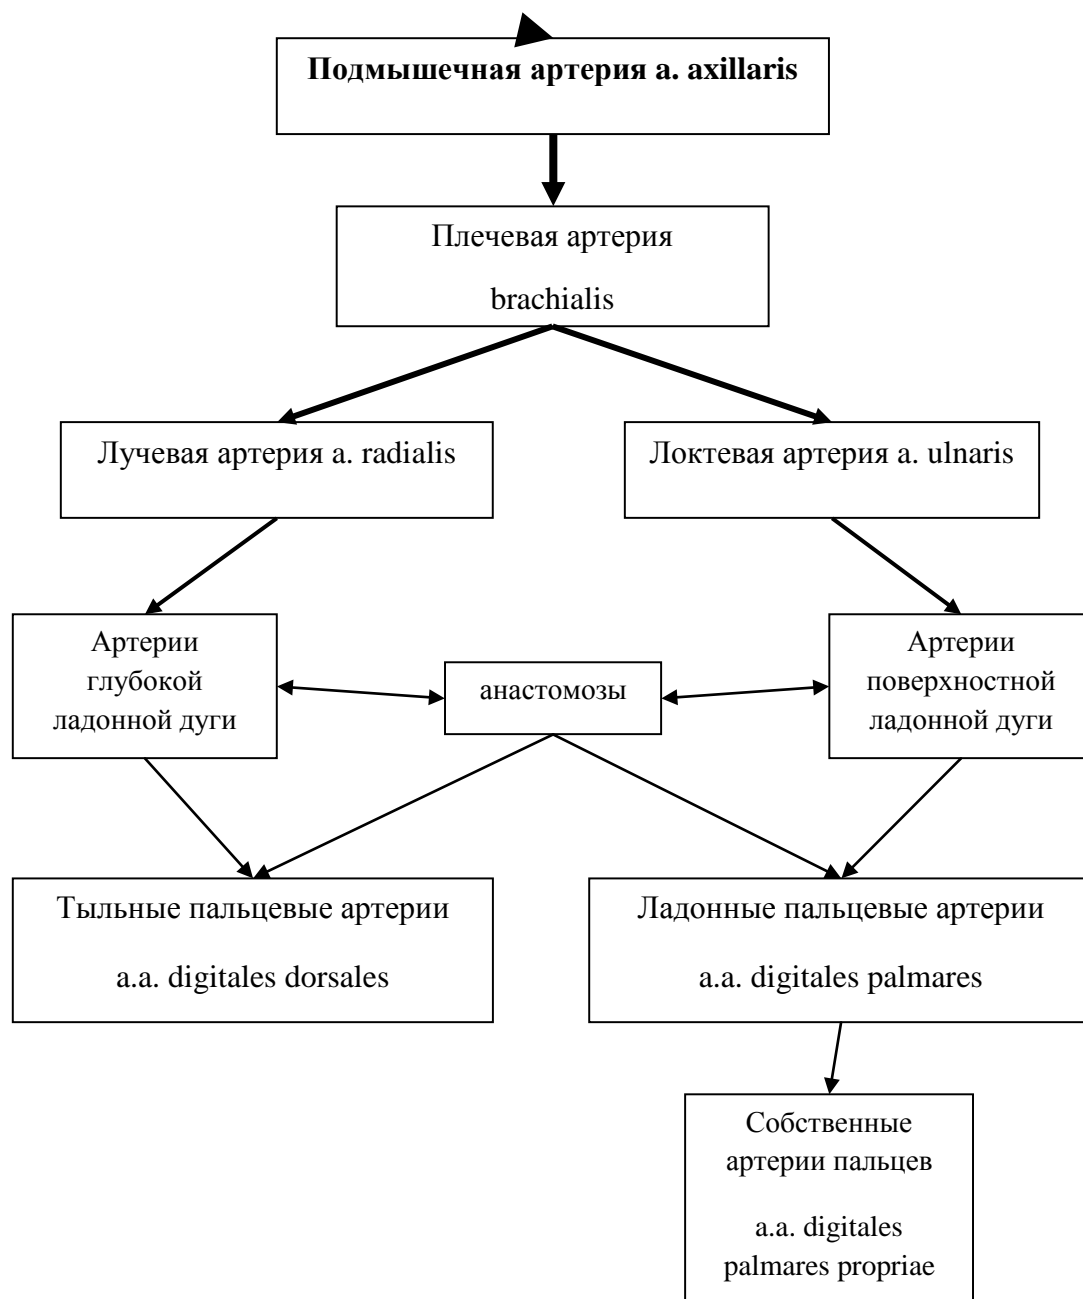 Подмышечная артерия a. axillaris
Плечевая артерия
brachialis
Лучевая артерия a. radialis
Локтевая артерия a. ulnaris
Артерии
глубокой
ладонной дуги
анастомозы
Артерии
поверхностной
ладонной дуги
Тыльные пальцевые артерии
a.a. digitales dorsales
Ладонные пальцевые артерии
a.a. digitales palmares
Собственные
артерии пальцев
a.a. digitales
palmares propriae